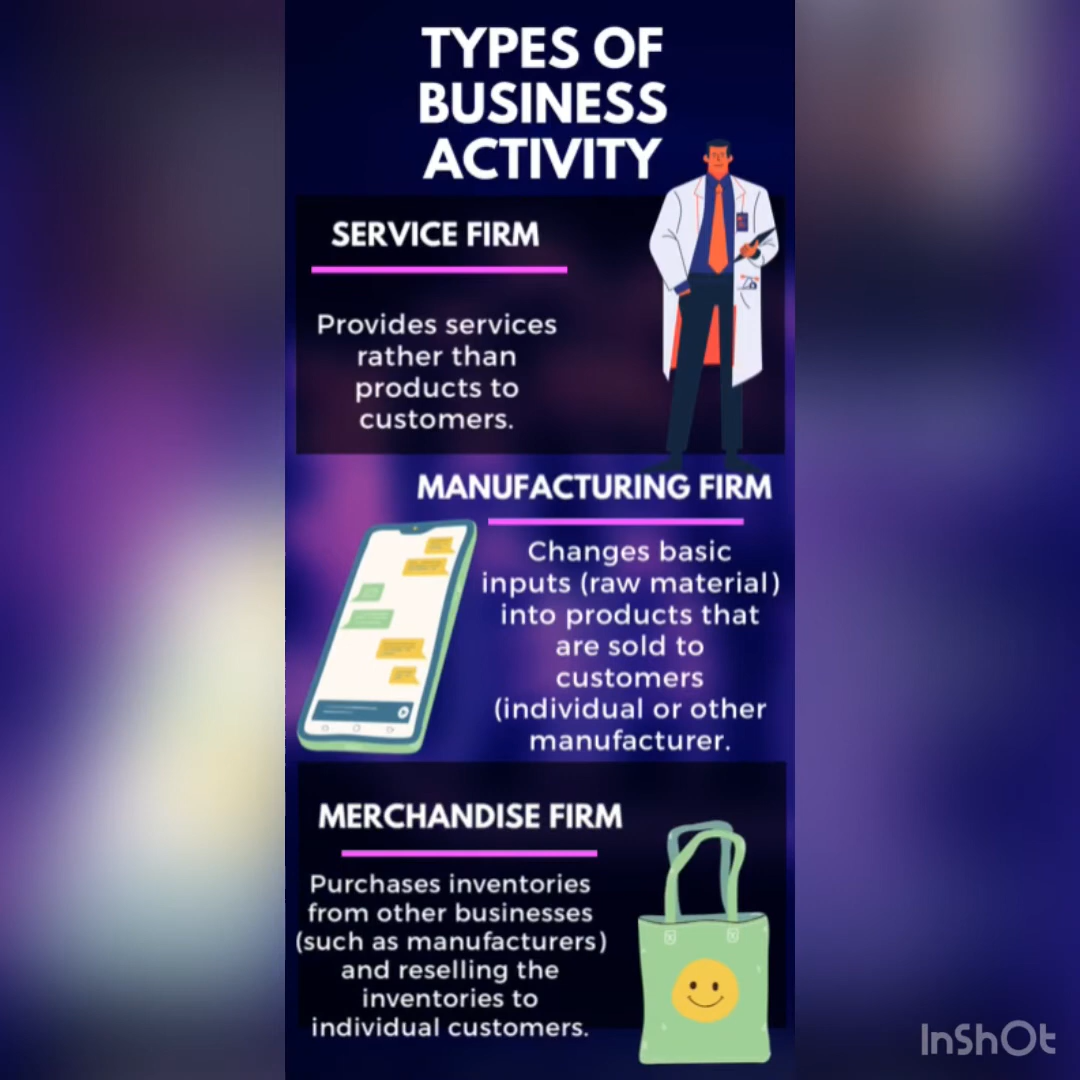 TYPES OF
BUSINESS
ACTIVITY
SERVICE FIRM
Provides services
rather than
products to
customers.
MANUFACTURING FIRM
Changes basic
inputs (raw material)
into products that
are sold to
customers
(individual or other
manufacturer.
MERCHANDISE FIRM
Purchases inventories
from other businesses
(such as manufacturers)
and reselling the
inventories to
individual customers.
InShOt